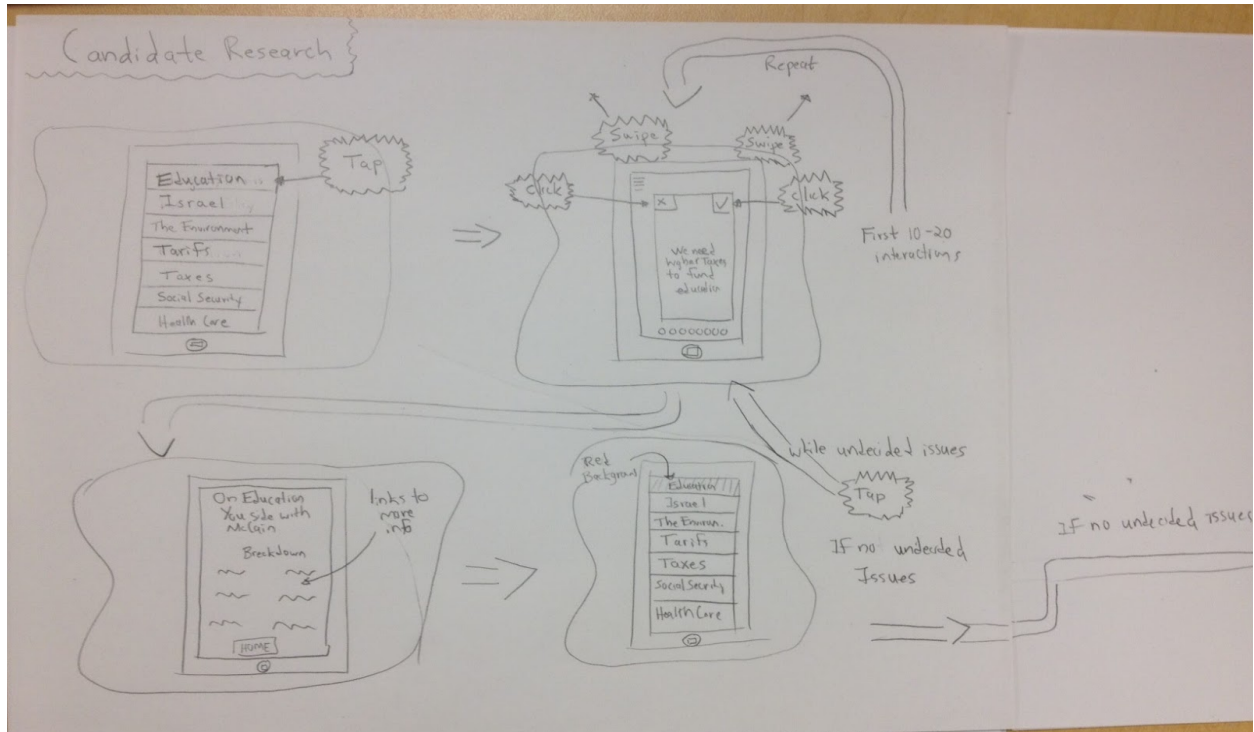 Candidate Research
Tap
Education
Israel
The Environment
Tarifs
Taxes
Social Security
Health Care
Repeat
Swipe
Swipe
Click
Click
x
✓
We need
higher Taxes
to fund
education
First 10-20
interactions
On Education
You side with
McCain
Breakdown
HOME
links to
more
info
Red
Background
Education
Israel
The Environ.
Tarifs
Taxes
Social Security
Health Care
while undecided issues
Tap
If no undecided
Issues
If no undecided issues